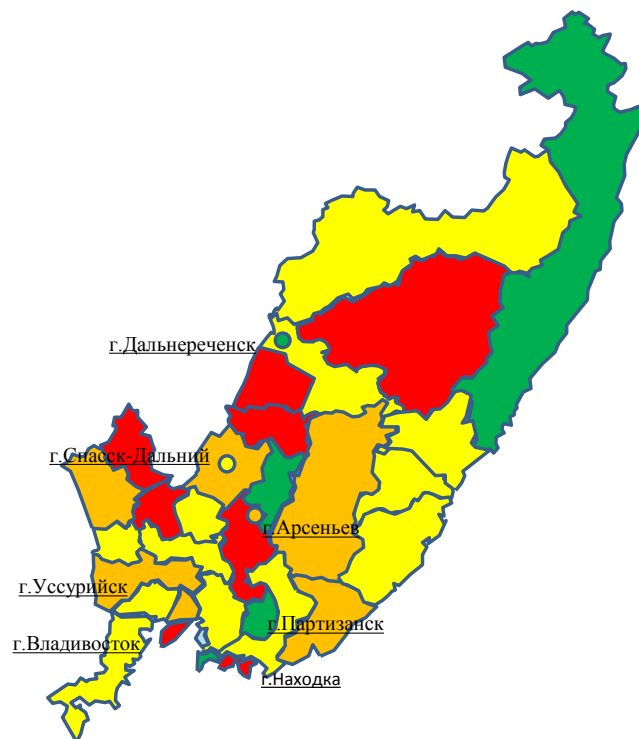 г.Дальнереченск
г.Спасск-Дальний
г.Арсеньев
г.Уссурийск
г.Партизанск
г.Владивосток
г.Находка